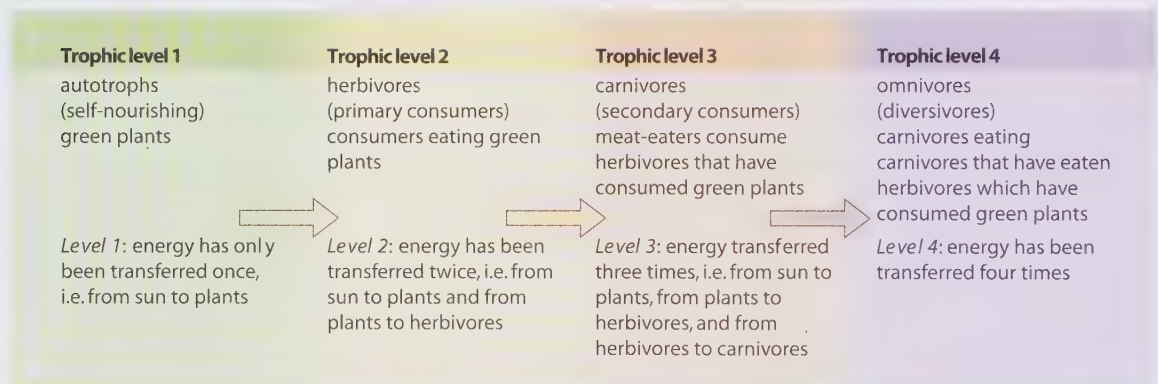 Trophic level 1
autotrophs
(self-nourishing)
green plants
Level 1: energy has only
been transferred once,
i.e. from sun to plants
Trophic level 2
herbivores
(primary consumers)
consumers eating green
plants
Level 2: energy has been
transferred twice, i.e. from
sun to plants and from
plants to herbivores
Trophic level 3
carnivores
(secondary consumers)
meat-eaters consume
herbivores that have
consumed green plants
Level 3: energy transferred
three times, i.e. from sun to
plants, from plants to
herbivores, and from
herbivores to carnivores
Trophic level 4
omnivores
(diversivores)
carnivores eating
carnivores that have eaten
herbivores which have
consumed green plants
Level 4: energy has been
transferred four times